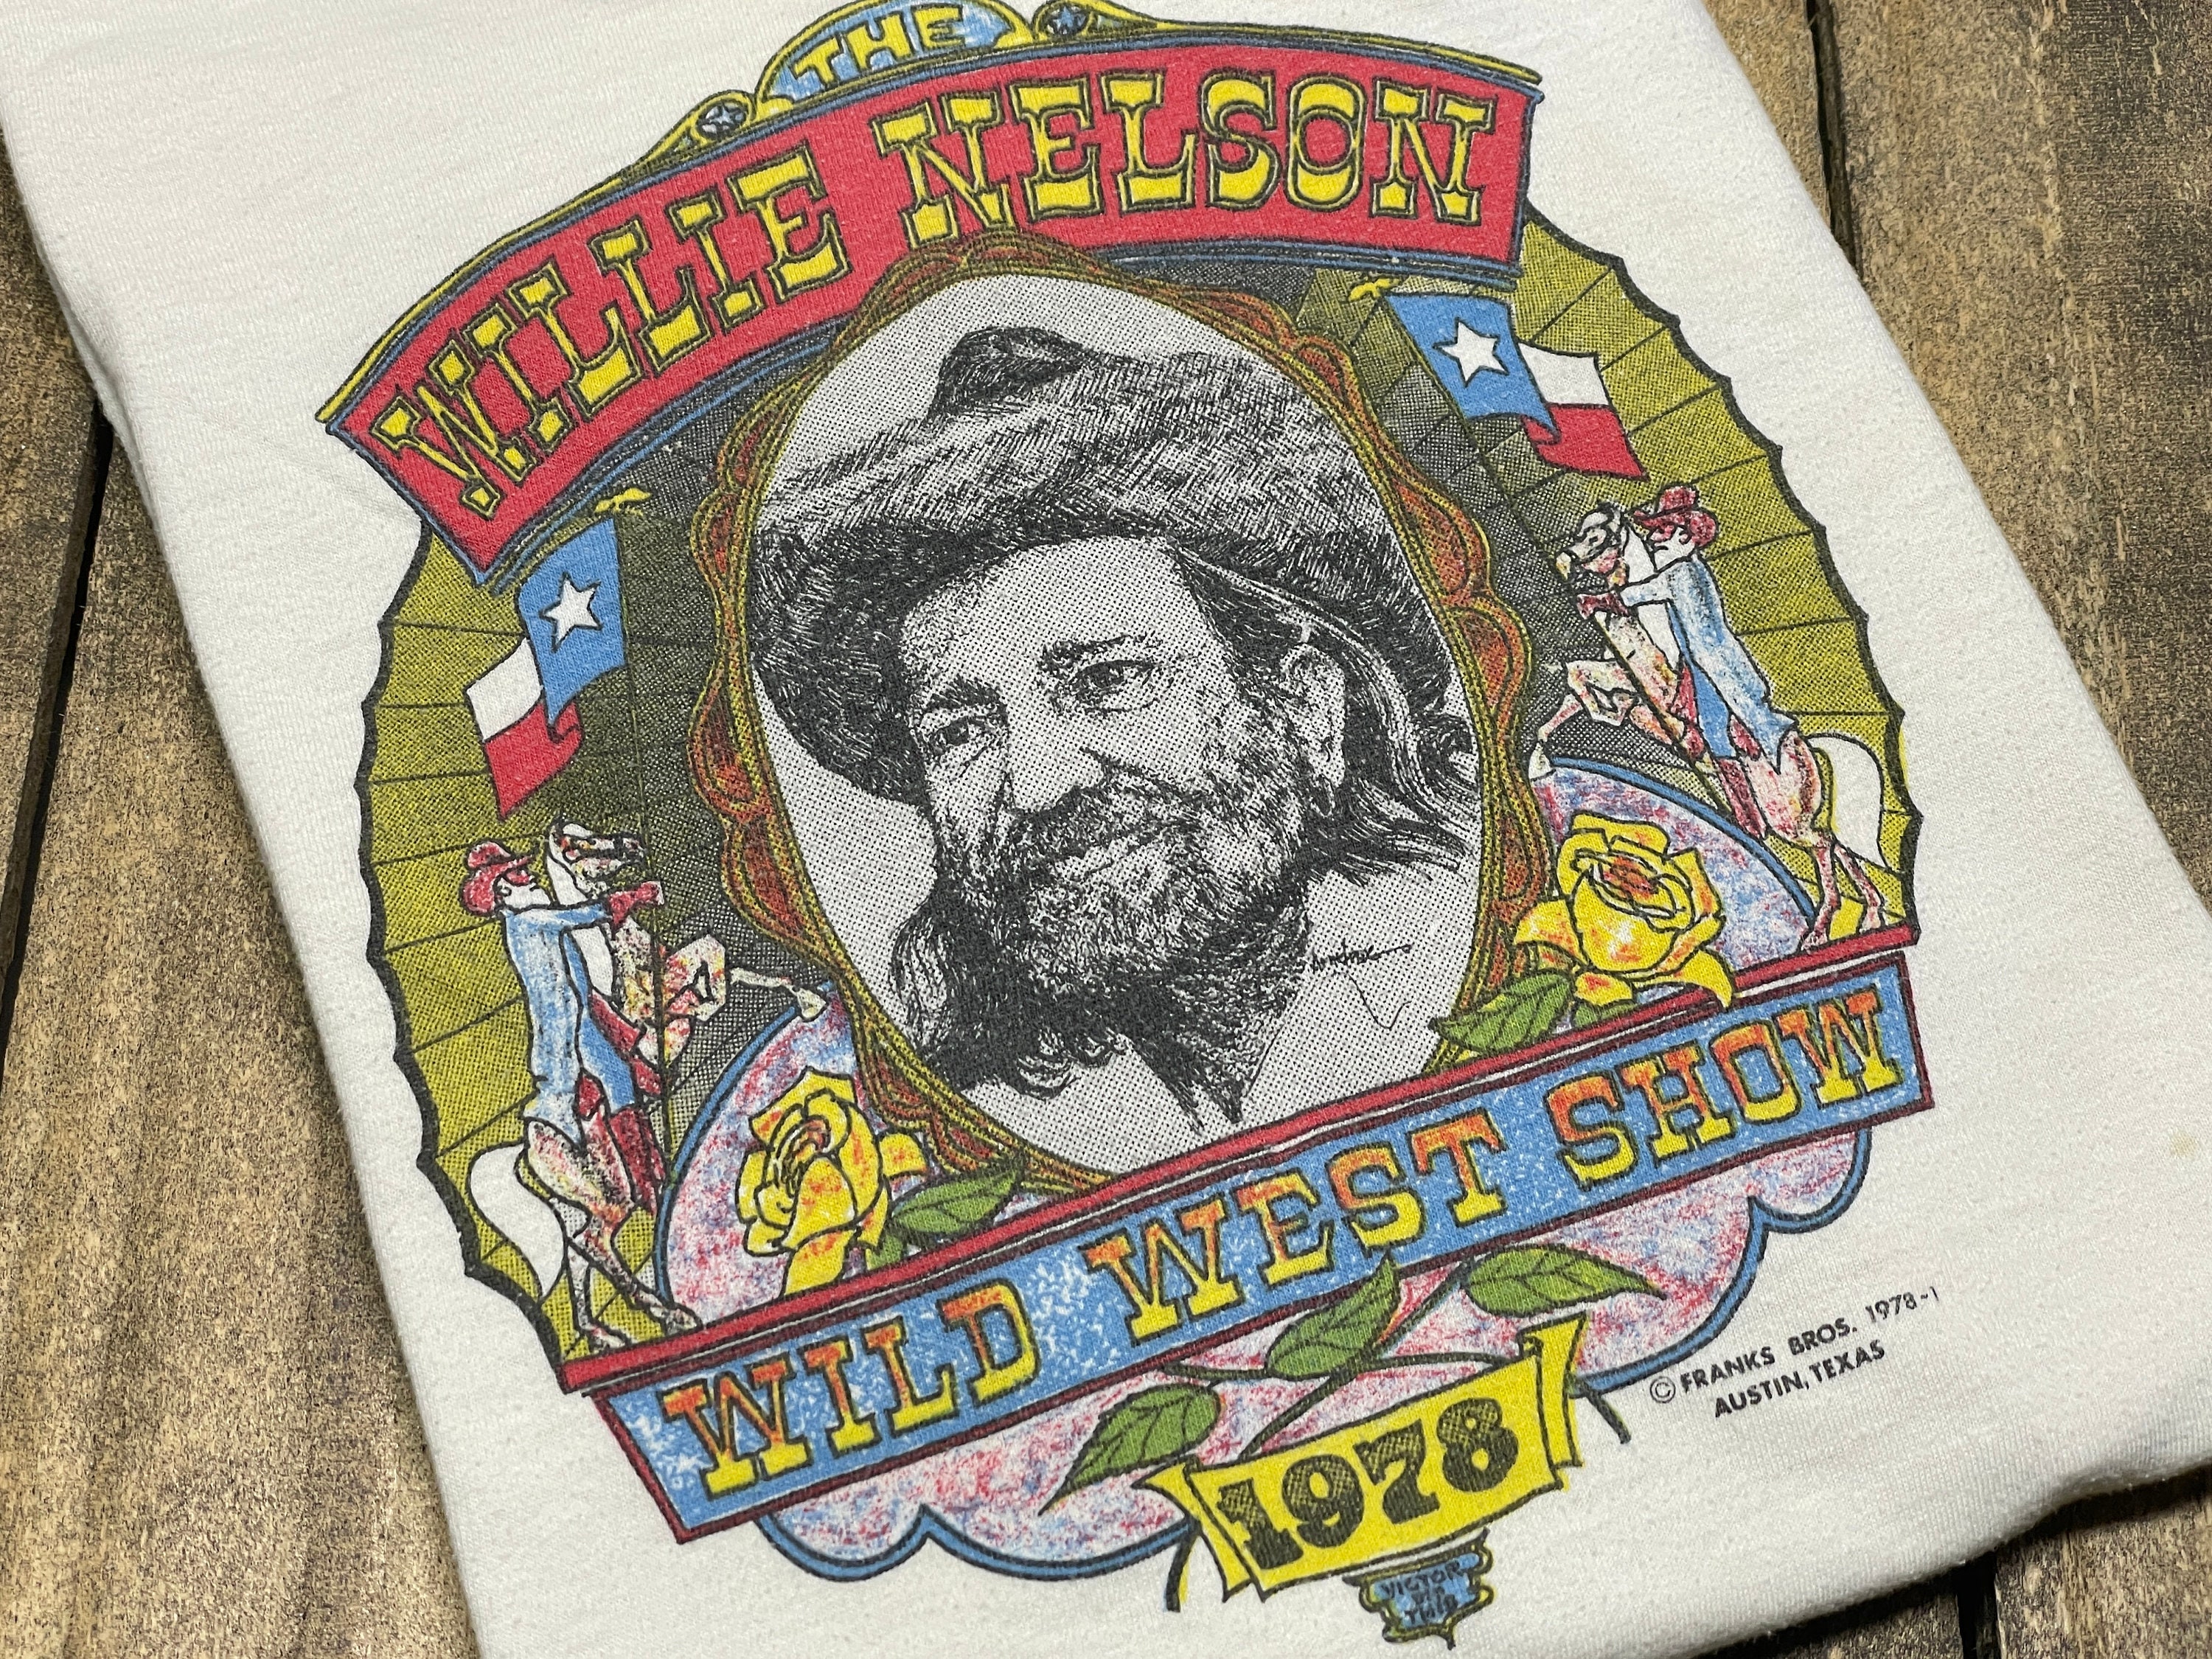 THE
WILLIE NELSON
WILD WEST SHOW
© FRANKS BROS. 1978-1
AUSTIN, TEXAS
1978